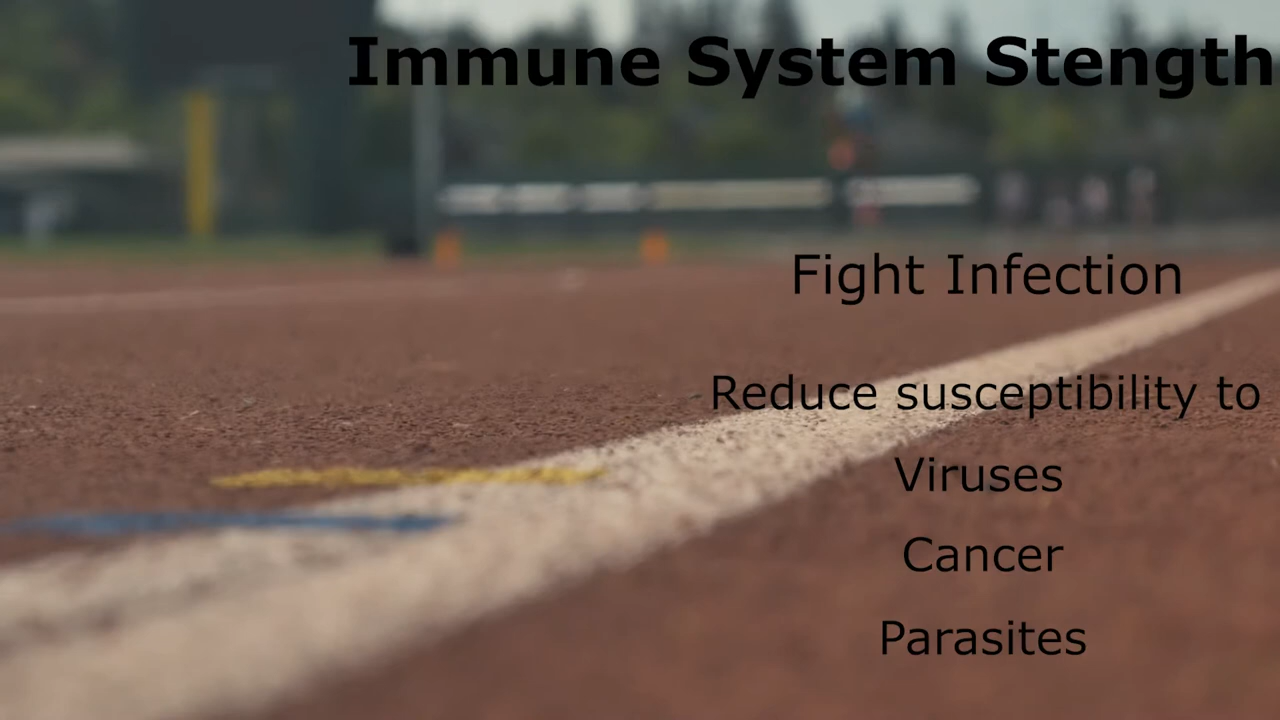 Immune System Stength
Fight Infection
Reduce susceptibility to
Viruses
Cancer
Parasites